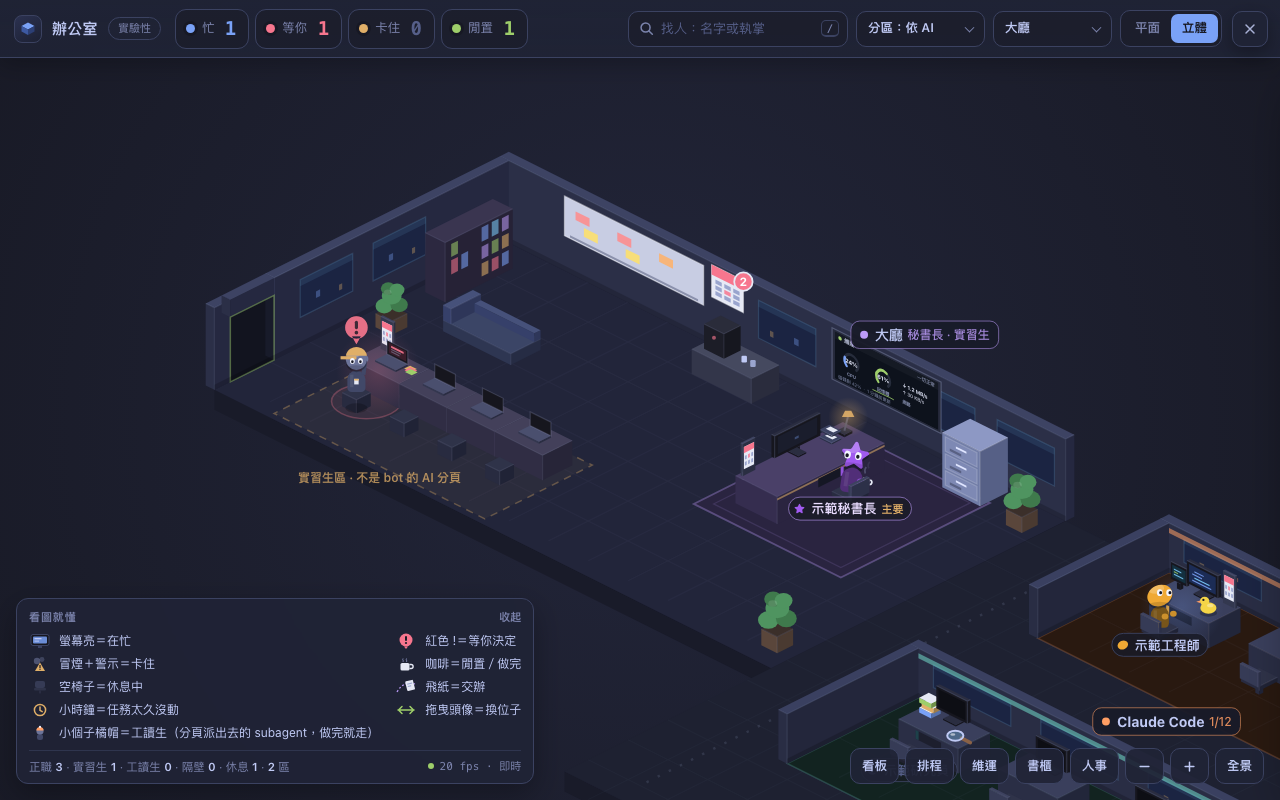 辦公室 實驗性 忙 1 等你 1 卡住 0 閒置 1 找人：名字或執掌 / 分區：依 AI 大廳 平面 立體
2
大廳 秘書長 · 實習生
實習生區 · 不是 bot 的 AI 分頁
示範秘書長 主要
示範工程師
Claude Code 1/12
看圖就懂 收起
螢幕亮＝在忙 紅色 !＝等你決定
冒煙＋警示＝卡住 咖啡＝閒置 / 做完
空椅子＝休息中 飛紙＝交辦
小時鐘＝任務太久沒動 拖曳頭像＝換位子
小個子橘帽＝工讀生（分頁派出去的 subagent，做完就走）
正職 3 · 實習生 1 · 工讀生 0 · 隔壁 0 · 休息 1 · 2 區 20 fps · 即時
看板 排程 維運 書櫃 人事 − + 全景